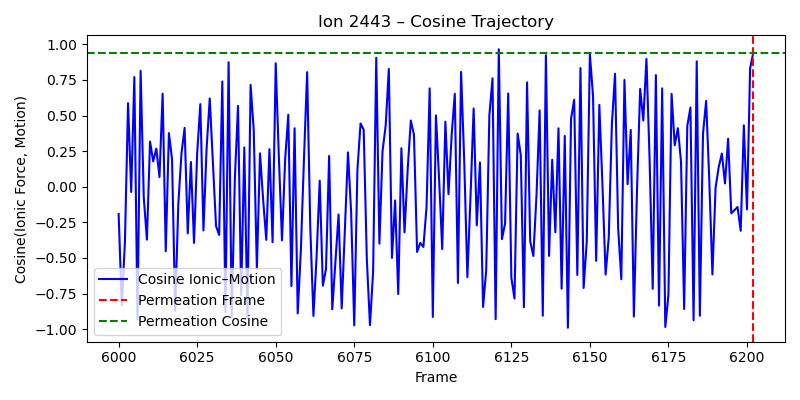 Ion 2443 – Cosine Trajectory
Cosine(Ionic Force, Motion)
1.00
0.75
0.50
0.25
0.00
−0.25
−0.50
−0.75
−1.00
Cosine Ionic–Motion
Permeation Frame
Permeation Cosine
6000 6025 6050 6075 6100 6125 6150 6175 6200
Frame